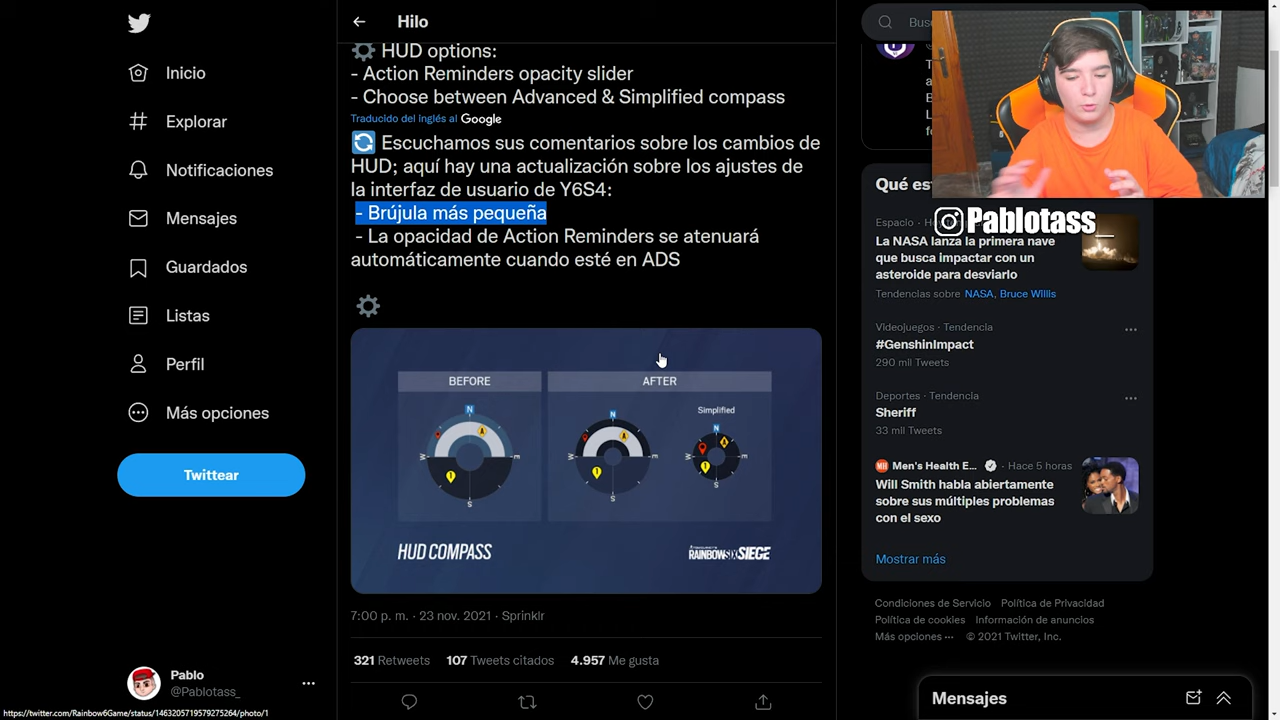 Inicio
Explorar
Notificaciones
Mensajes
Guardados
Listas
Perfil
Más opciones
Twittear
Pablo
@Pablotass_
https://twitter.com/Rainbow6Game/status/1463205719579275264/photo/1
Hilo
HUD options:
- Action Reminders opacity slider
- Choose between Advanced & Simplified compass
Traducido del inglés al Google
Escuchamos sus comentarios sobre los cambios de
HUD; aquí hay una actualización sobre los ajustes de
la interfaz de usuario de Y6S4:
- Brújula más pequeña
- La opacidad de Action Reminders se atenuará
automáticamente cuando esté en ADS
BEFORE
AFTER
Simplified
N
W
E
S
A
1
N
W
E
S
A
1
N
W
E
S
A
1
HUD COMPASS
RAINBOW SIX SIEGE
7:00 p. m. · 23 nov. 2021 · Sprinklr
321 Retweets 107 Tweets citados 4.957 Me gusta
Pablotass_
Espacio
La NASA lanza la primera nave
que busca impactar con un
asteroide para desviarlo
Tendencias sobre NASA, Bruce Willis
Videojuegos · Tendencia
#GenshinImpact
290 mil Tweets
Deportes · Tendencia
Sheriff
33 mil Tweets
Men's Health E... · Hace 5 horas
Will Smith habla abiertamente
sobre sus múltiples problemas
con el sexo
Mostrar más
Condiciones de Servicio Política de Privacidad
Política de cookies Información de anuncios
Más opciones ··· © 2021 Twitter, Inc.
Mensajes